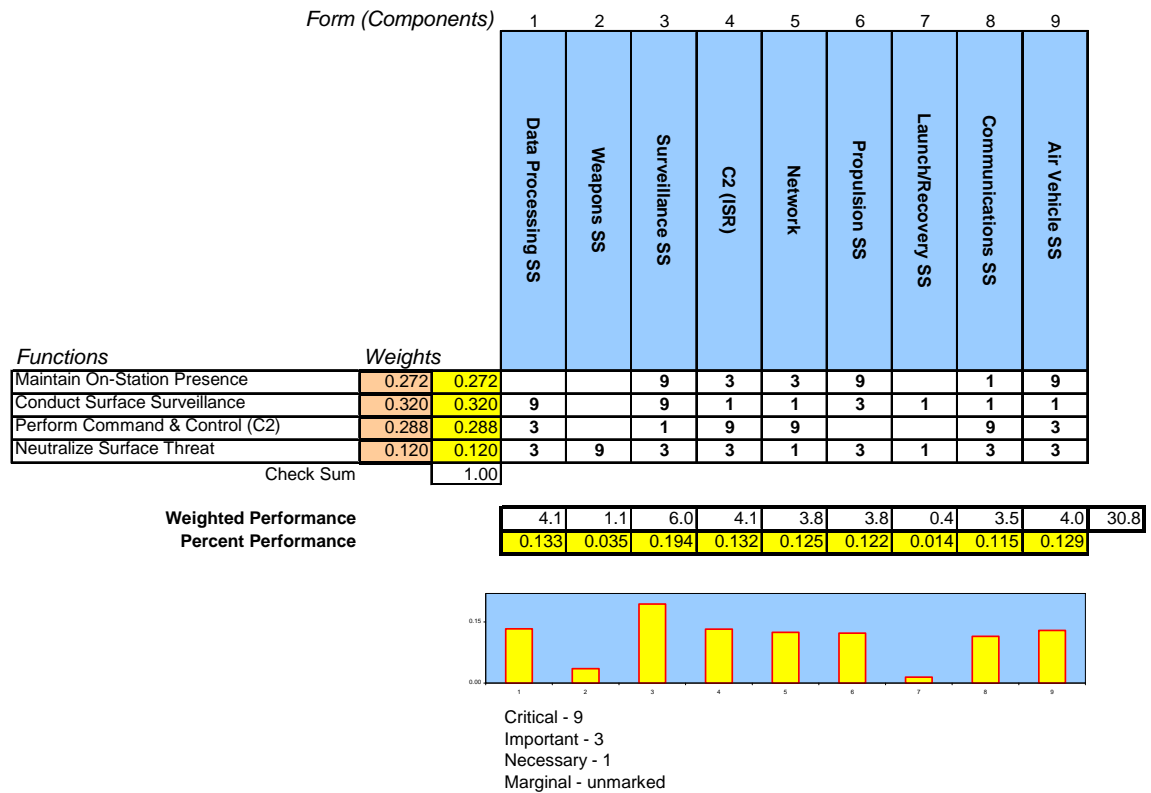 Form (Components) 1 2 3 4 5 6 7 8 9
Data Processing SS
Weapons SS
Surveillance SS
C2 (ISR)
Network
Propulsion SS
Launch/Recovery SS
Communications SS
Air Vehicle SS
Functions Weights
Maintain On-Station Presence 0.272 0.272 9 3 3 9 1 9
Conduct Surface Surveillance 0.320 0.320 9 9 1 1 3 1 1 1
Perform Command & Control (C2) 0.288 0.288 3 1 9 9 9 3
Neutralize Surface Threat 0.120 0.120 3 9 3 3 1 3 1 3 3
Check Sum 1.00
Weighted Performance 4.1 1.1 6.0 4.1 3.8 3.8 0.4 3.5 4.0 30.8
Percent Performance 0.133 0.035 0.194 0.132 0.125 0.122 0.014 0.115 0.129
0.15
0.00
1 2 3 4 5 6 7 8 9
Critical - 9
Important - 3
Necessary - 1
Marginal - unmarked